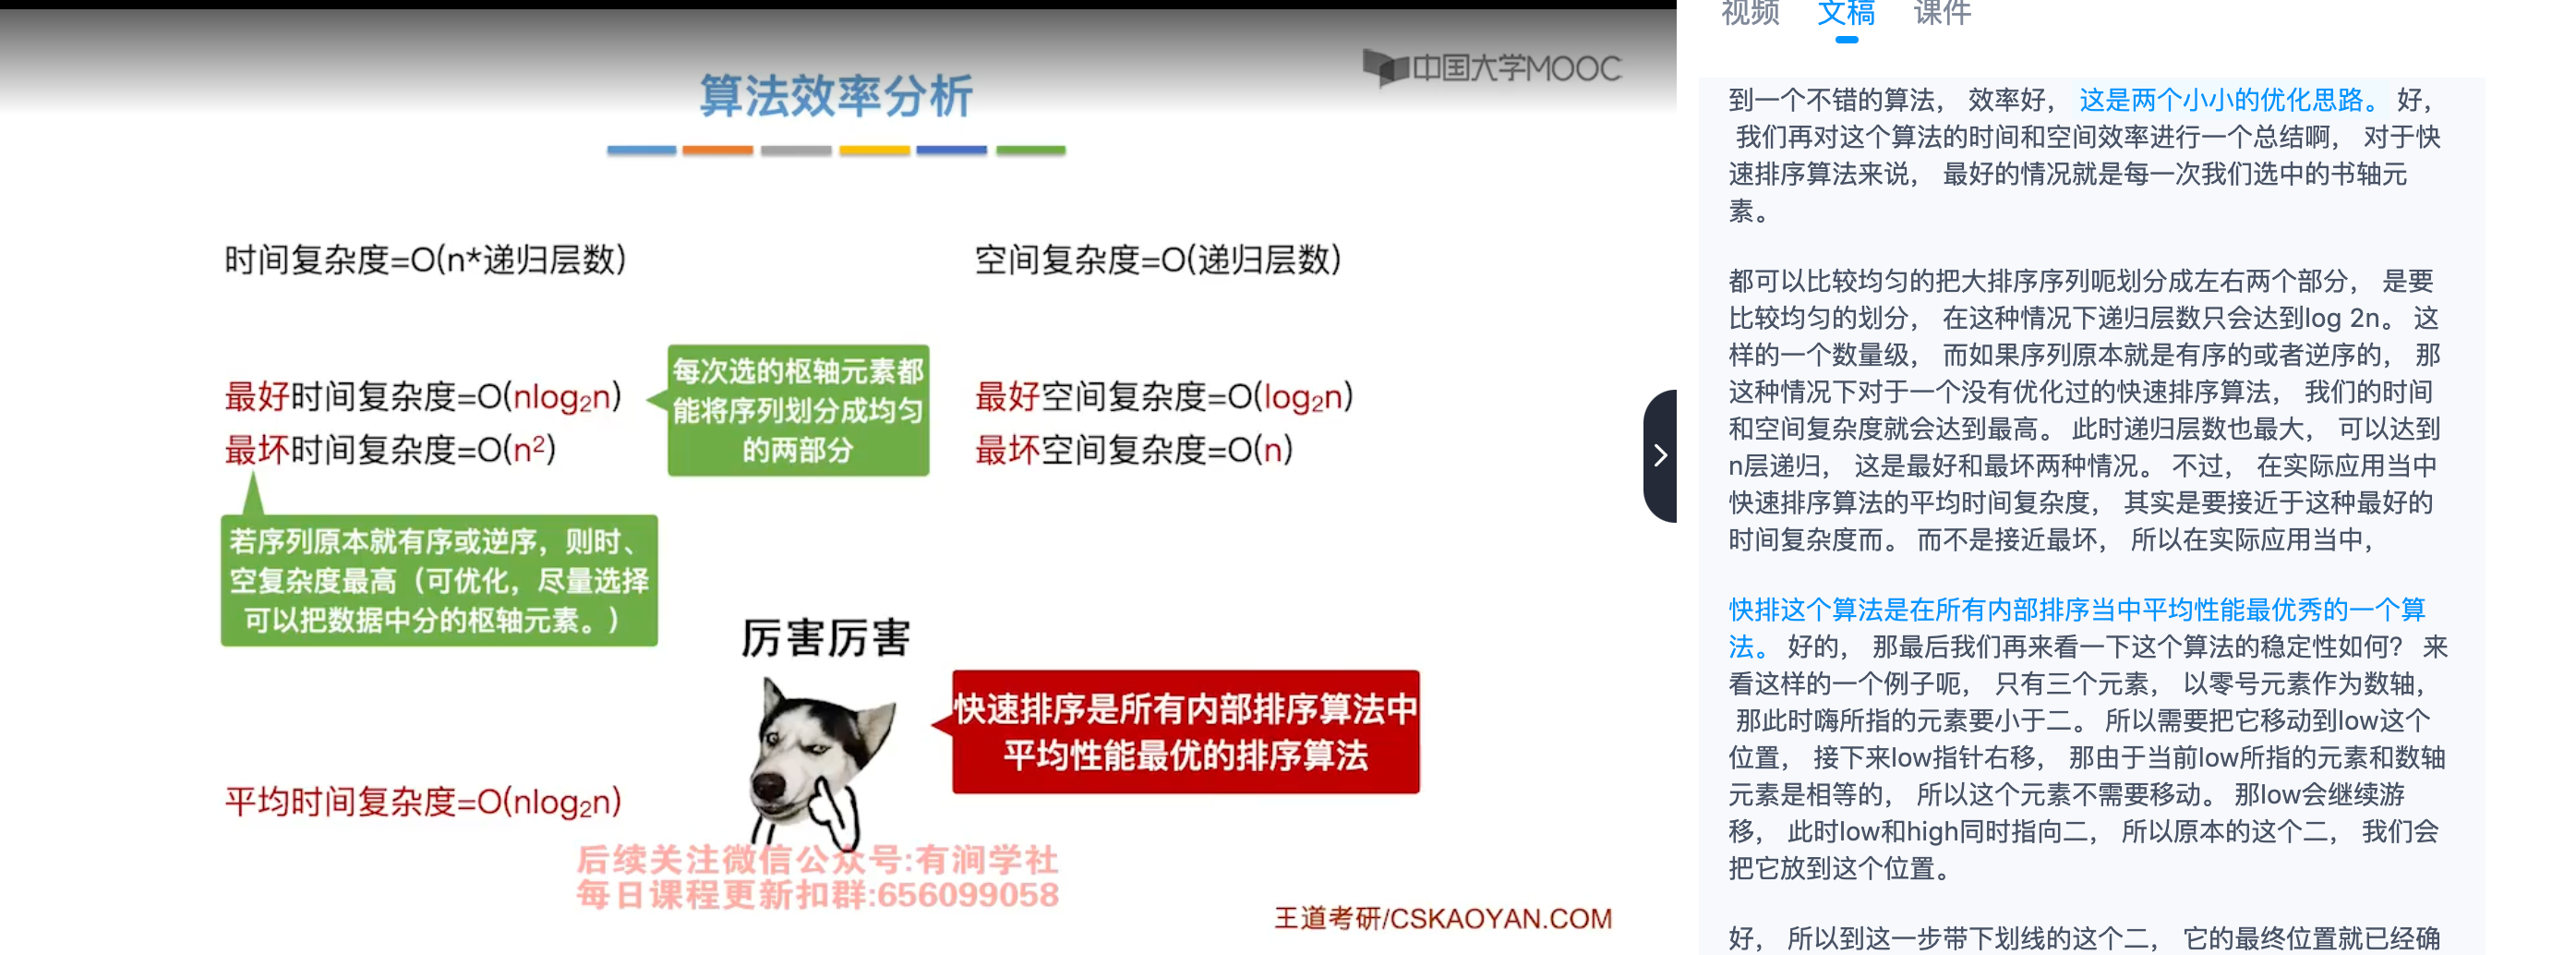 中国大学MOOC
算法效率分析
时间复杂度=O(n*递归层数)
空间复杂度=O(递归层数)
最好时间复杂度=O(nlog₂n)
最坏时间复杂度=O(n²)
每次选的枢轴元素都
能将序列划分成均匀
的两部分
最好空间复杂度=O(log₂n)
最坏空间复杂度=O(n)
若序列原本就有序或逆序，则时、
空复杂度最高（可优化，尽量选择
可以把数据中分的枢轴元素。）
厉害厉害
快速排序是所有内部排序算法中
平均性能最优的排序算法
平均时间复杂度=O(nlog₂n)
后续关注微信公众号:有涧学社
每日课程更新扣群:656099058
王道考研/CSKAOYAN.COM
视频 文稿 课件
到一个不错的算法， 效率好， 这是两个小小的优化思路。 好，
我们再对这个算法的时间和空间效率进行一个总结啊， 对于快
速排序算法来说， 最好的情况就是每一次我们选中的书轴元
素。
都可以比较均匀的把大排序序列呃划分成左右两个部分， 是要
比较均匀的划分， 在这种情况下递归层数只会达到log 2n。 这
样的一个数量级， 而如果序列原本就是有序的或者逆序的， 那
这种情况下对于一个没有优化过的快速排序算法， 我们的时间
和空间复杂度就会达到最高。 此时递归层数也最大， 可以达到
n层递归， 这是最好和最坏两种情况。 不过， 在实际应用当中
快速排序算法的平均时间复杂度， 其实是要接近于这种最好的
时间复杂度而。 而不是接近最坏， 所以在实际应用当中，
快排这个算法是在所有内部排序当中平均性能最优秀的一个算
法。 好的， 那最后我们再来看一下这个算法的稳定性如何？ 来
看这样的一个例子呃， 只有三个元素， 以零号元素作为数轴，
那此时嗨所指的元素要小于二。 所以需要把它移动到low这个
位置， 接下来low指针右移， 那由于当前low所指的元素和数轴
元素是相等的， 所以这个元素不需要移动。 那low会继续游
移， 此时low和high同时指向二， 所以原本的这个二， 我们会
把它放到这个位置。
好， 所以到这一步带下划线的这个二， 它的最终位置就已经确